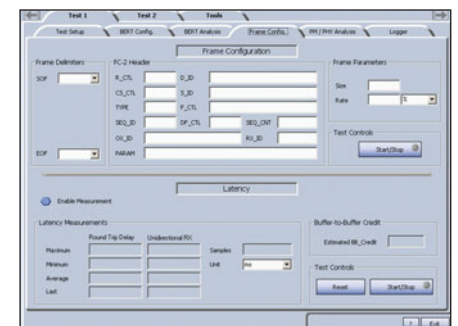 Test 1 Test 2 Tools
Test Setup BERT Config. BERT Analysis Frame Config. PM / PHY Analysis Logger
Frame Configuration
Frame Delimiters
SOF
EOF
FC-2 Header
R_CTL D_ID
CS_CTL S_ID
TYPE F_CTL
SEQ_ID DF_CTL SEQ_CNT
OX_ID RX_ID
PARAM
Frame Parameters
Size
Rate %
Test Controls
Start/Stop
Latency
Enable Measurement
Latency Measurements
Round Trip Delay Unidirectional RX
Maximum Samples
Minimum Unit ms
Average
Last
Buffer-to-Buffer Credit
Estimated BB_Credit
Test Controls
Reset Start/Stop
? Exit